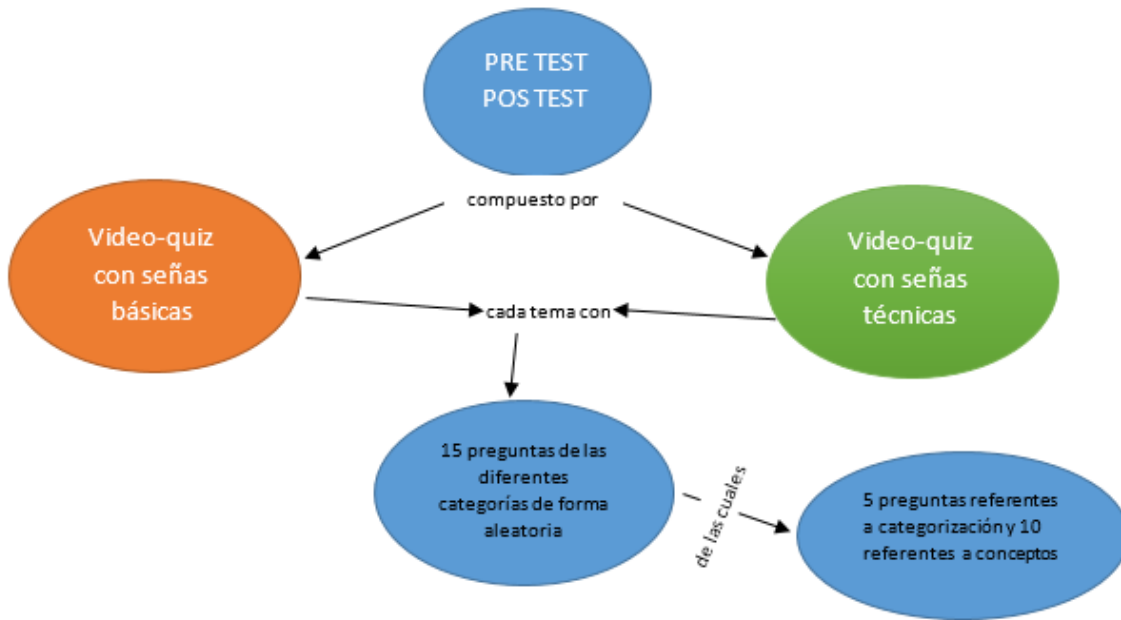 PRE TEST
POS TEST
compuesto por
Video-quiz
con señas
básicas
Video-quiz
con señas
técnicas
cada tema con
15 preguntas de las
diferentes
categorías de forma
aleatoria
de las cuales
5 preguntas referentes
a categorización y 10
referentes a conceptos